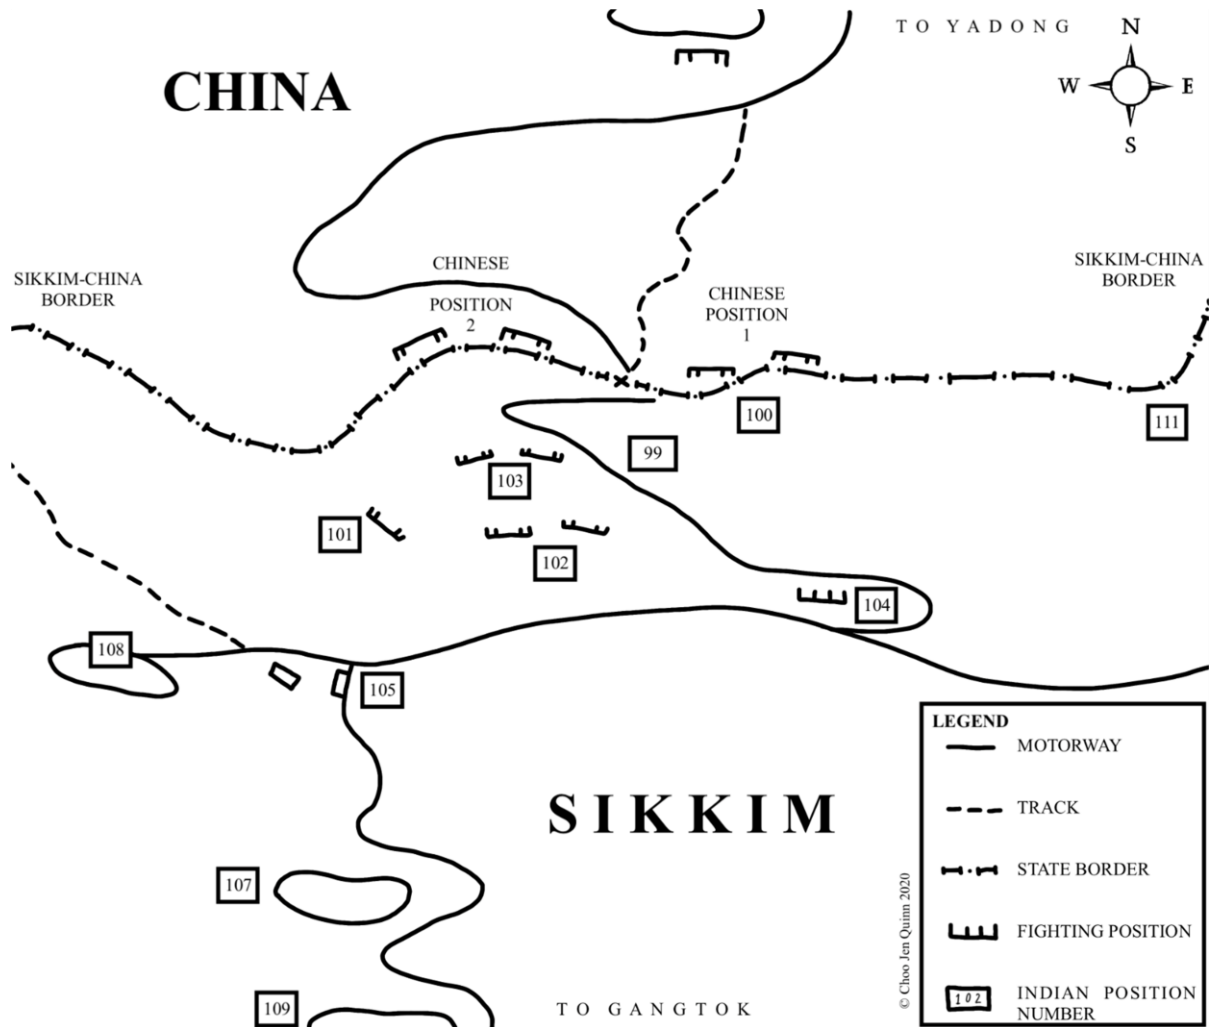 TO YADONG
N
W
E
S
CHINA
SIKKIM-CHINA
BORDER
CHINESE
POSITION
2
CHINESE
POSITION
1
SIKKIM-CHINA
BORDER
100
111
99
103
101
102
104
108
105
SIKKIM
107
109
TO GANGTOK
© Choo Jen Quinn 2020
LEGEND
MOTORWAY
TRACK
STATE BORDER
FIGHTING POSITION
102
INDIAN POSITION
NUMBER